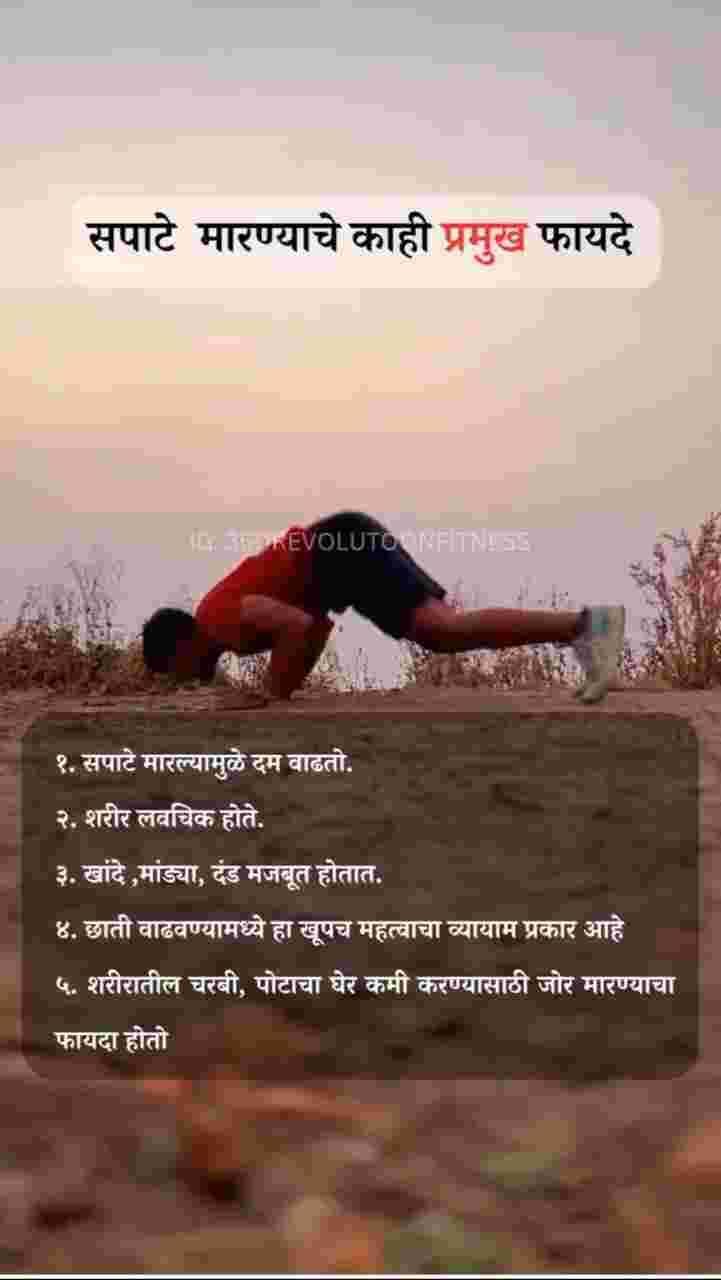 सपाटे मारण्याचे काही प्रमुख फायदे
१. सपाटे मारल्यामुळे दम वाढतो.
२. शरीर लवचिक होते.
३. खांदे ,मांड्या, दंड मजबूत होतात.
४. छाती वाढवण्यामध्ये हा खूपच महत्वाचा व्यायाम प्रकार आहे
५. शरीरातील चरबी, पोटाचा घेर कमी करण्यासाठी जोर मारण्याचा
फायदा होतो